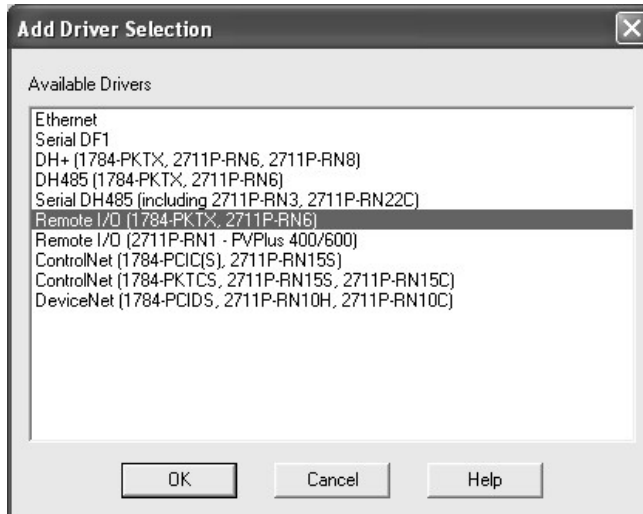 Add Driver Selection
Available Drivers
Ethernet
Serial DF1
DH+ (1784-PKTX, 2711P-RN6, 2711P-RN8)
DH485 (1784-PKTX, 2711P-RN6)
Serial DH485 (including 2711P-RN3, 2711P-RN22C)
Remote I/O (1784-PKTX, 2711P-RN6)
Remote I/O (2711P-RN1 - PVPlus 400/600)
ControlNet (1784-PCIC(S), 2711P-RN15S)
ControlNet (1784-PKTCS, 2711P-RN15S, 2711P-RN15C)
DeviceNet (1784-PCIDS, 2711P-RN10H, 2711P-RN10C)
OK Cancel Help